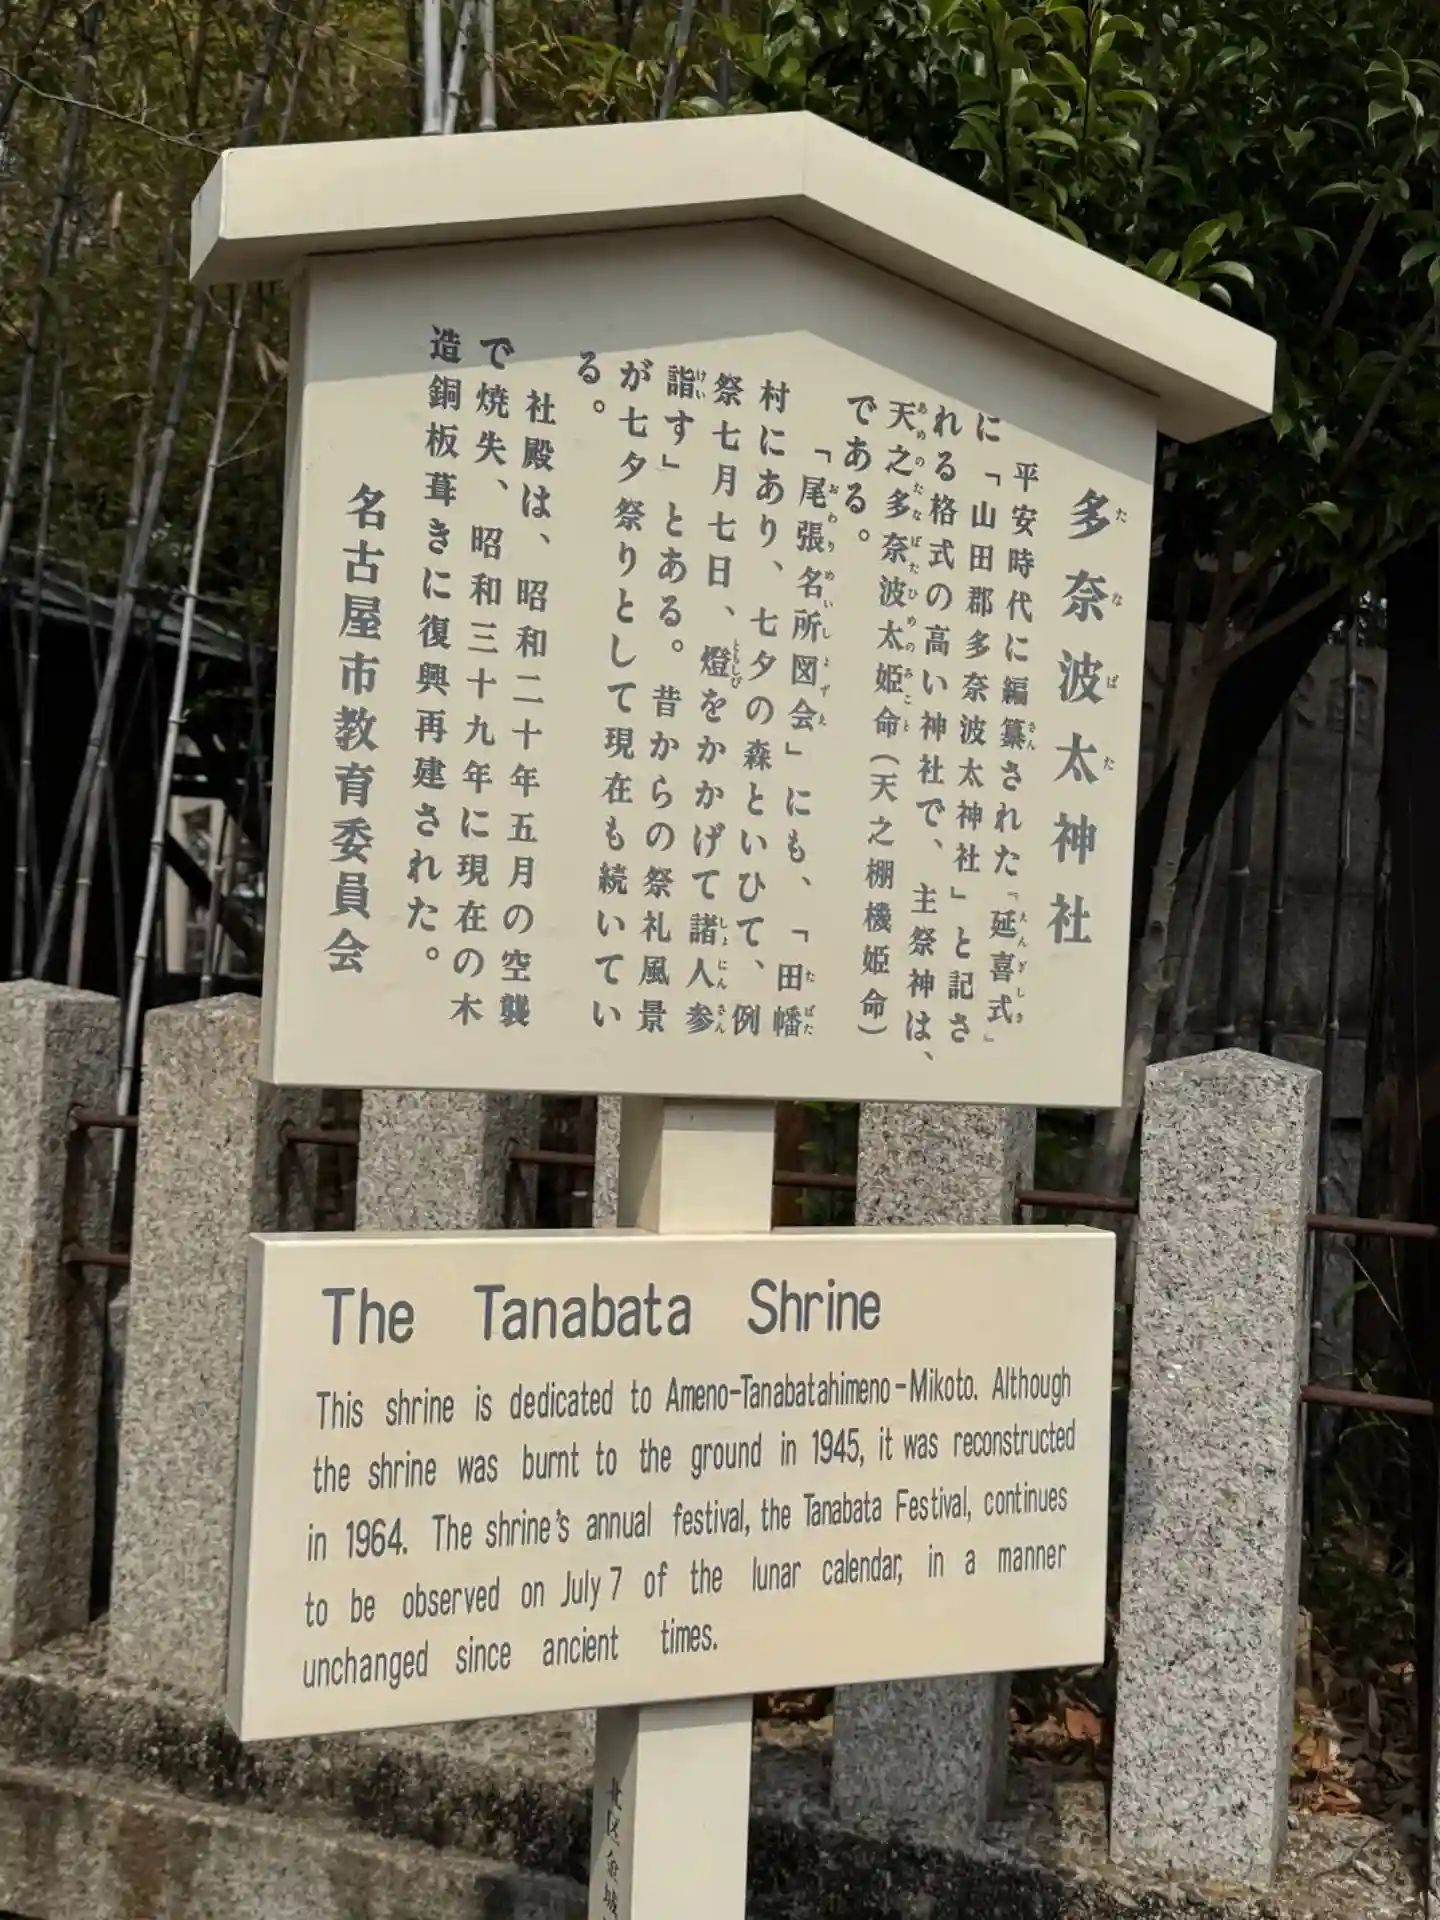 多奈波太神社
平安時代に編纂された『延喜式』
に「山田郡多奈波太神社」と記さ
れる格式の高い神社で、主祭神は、
天之多奈波太姫命(天之棚機姫命)
である。
「尾張名所図会」にも、「田幡
村にあり、七夕の森といひて、例
祭七月七日、燈をかかげて諸人参
詣す」とある。昔からの祭礼風景
が七夕祭りとして現在も続いてい
る。
社殿は、昭和二十年五月の空襲
で焼失、昭和三十九年に現在の木
造銅板葺きに復興再建された。
名古屋市教育委員会
The Tanabata Shrine
This shrine is dedicated to Ameno-Tanabatahimeno-Mikoto. Although
the shrine was burnt to the ground in 1945, it was reconstructed
in 1964. The shrine's annual festival, the Tanabata Festival, continues
to be observed on July 7 of the lunar calendar, in a manner
unchanged since ancient times.
北区金城